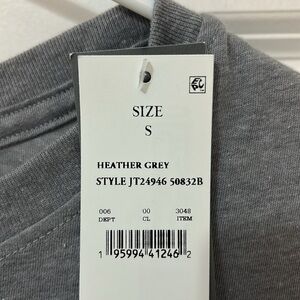 SIZE
S
HEATHER GREY
STYLE JT24946 50832B
006 00 3048
DEPT CL ITEM
1 95994 41246 2